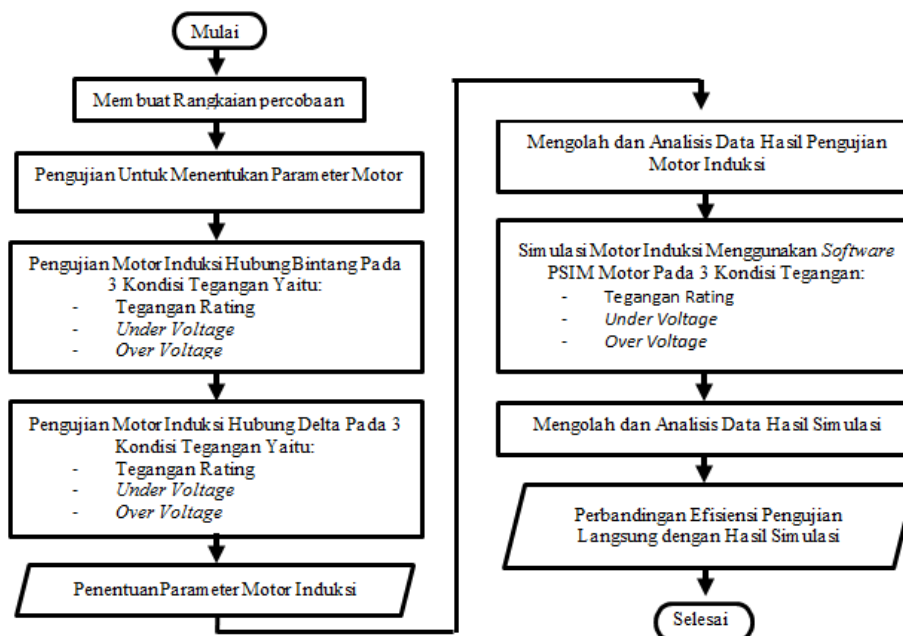 Mulai
Membuat Rangkaian percobaan
Pengujian Untuk Menentukan Parameter Motor
Pengujian Motor Induksi Hubung Bintang Pada
3 Kondisi Tegangan Yaitu:
- Tegangan Rating
- Under Voltage
- Over Voltage
Pengujian Motor Induksi Hubung Delta Pada 3
Kondisi Tegangan Yaitu:
- Tegangan Rating
- Under Voltage
- Over Voltage
Penentuan Parameter Motor Induksi
Mengolah dan Analisis Data Hasil Pengujian
Motor Induksi
Simulasi Motor Induksi Menggunakan Software
PSIM Motor Pada 3 Kondisi Tegangan:
- Tegangan Rating
- Under Voltage
- Over Voltage
Mengolah dan Analisis Data Hasil Simulasi
Perbandingan Efisiensi Pengujian
Langsung dengan Hasil Simulasi
Selesai